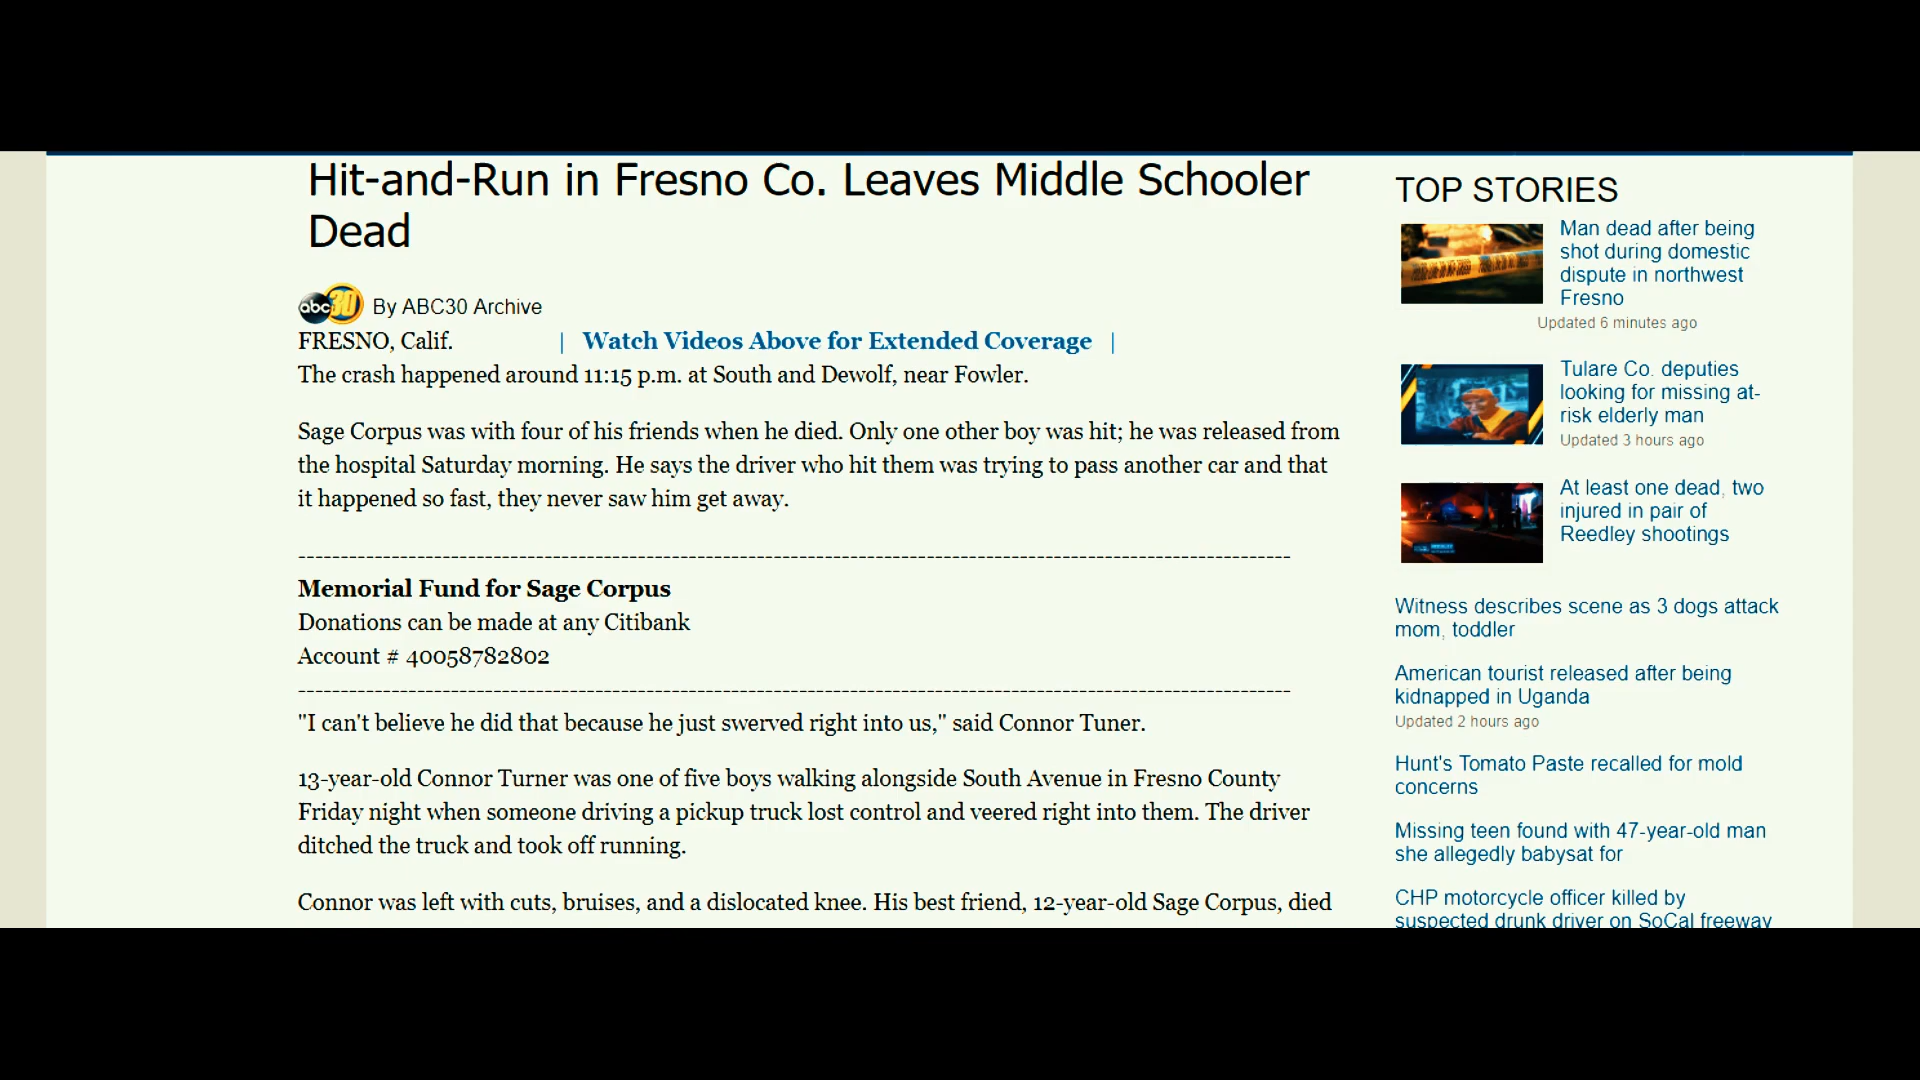 Hit-and-Run in Fresno Co. Leaves Middle Schooler
Dead
abc30 By ABC30 Archive
FRESNO, Calif. | Watch Videos Above for Extended Coverage |
The crash happened around 11:15 p.m. at South and Dewolf, near Fowler.
Sage Corpus was with four of his friends when he died. Only one other boy was hit; he was released from
the hospital Saturday morning. He says the driver who hit them was trying to pass another car and that
it happened so fast, they never saw him get away.
Memorial Fund for Sage Corpus
Donations can be made at any Citibank
Account # 40058782802
"I can't believe he did that because he just swerved right into us," said Connor Tuner.
13-year-old Connor Turner was one of five boys walking alongside South Avenue in Fresno County
Friday night when someone driving a pickup truck lost control and veered right into them. The driver
ditched the truck and took off running.
Connor was left with cuts, bruises, and a dislocated knee. His best friend, 12-year-old Sage Corpus, died
TOP STORIES
Man dead after being
shot during domestic
dispute in northwest
Fresno
Updated 6 minutes ago
Tulare Co. deputies
looking for missing at-
risk elderly man
Updated 3 hours ago
At least one dead, two
injured in pair of
Reedley shootings
Witness describes scene as 3 dogs attack
mom, toddler
American tourist released after being
kidnapped in Uganda
Updated 2 hours ago
Hunt's Tomato Paste recalled for mold
concerns
Missing teen found with 47-year-old man
she allegedly babysat for
CHP motorcycle officer killed by
suspected drunk driver on SoCal freeway